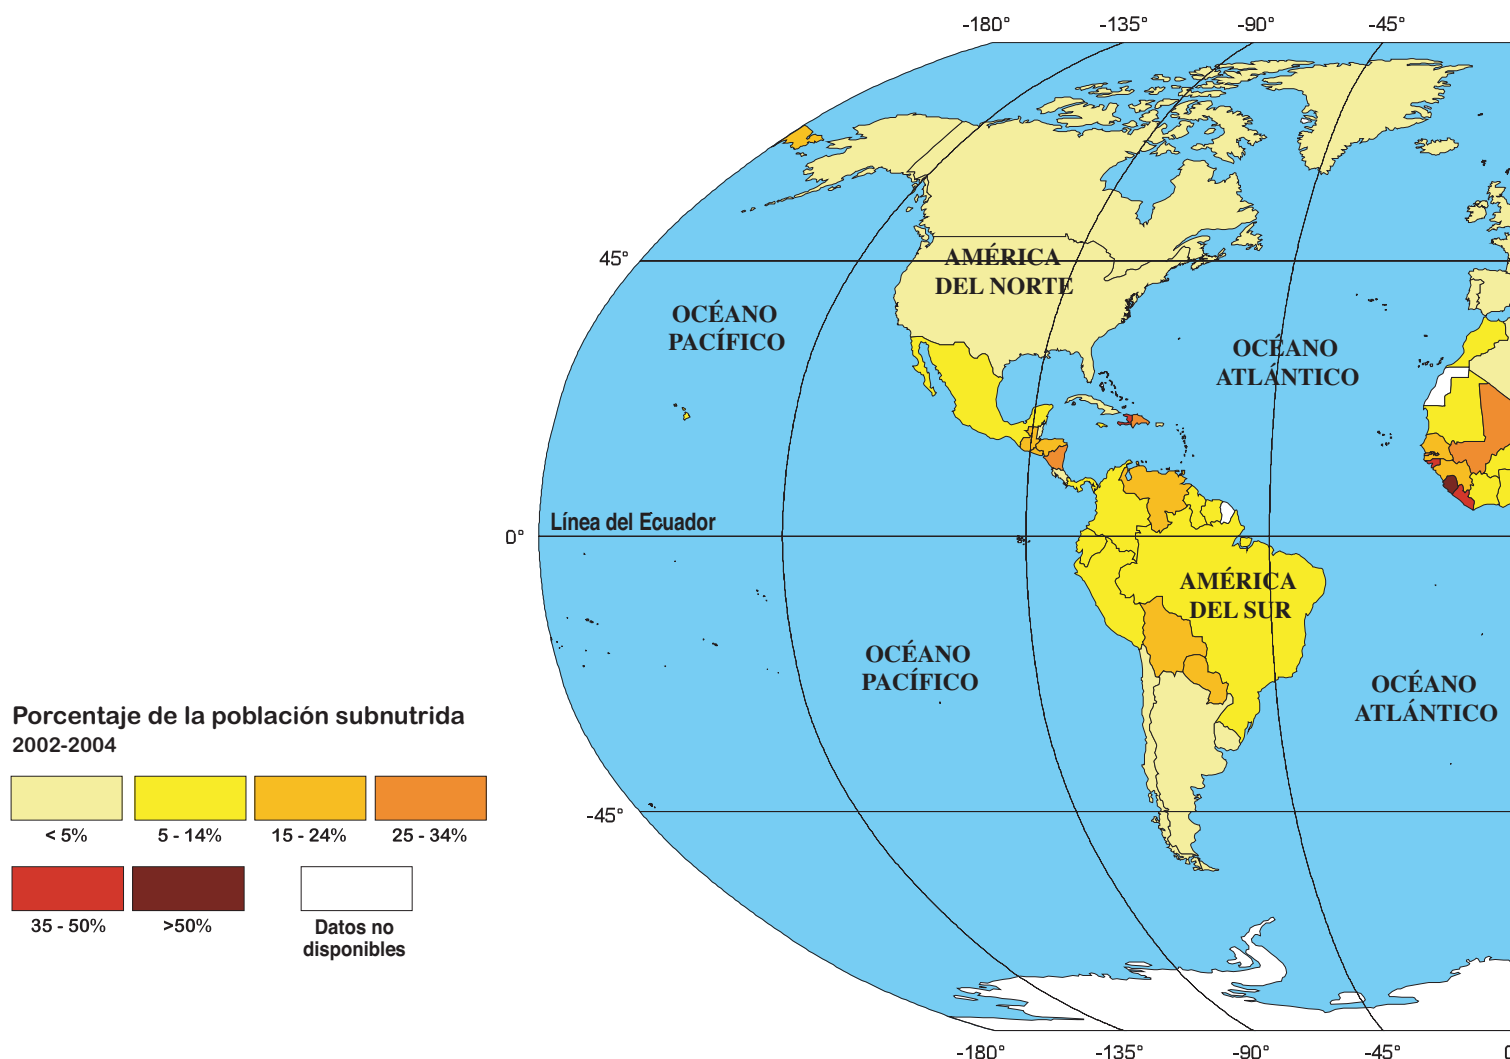 -180° -135° -90° -45°
45°
AMÉRICA
DEL NORTE
OCÉANO
PACÍFICO
OCÉANO
ATLÁNTICO
Línea del Ecuador
0°
AMÉRICA
DEL SUR
OCÉANO
PACÍFICO
OCÉANO
ATLÁNTICO
Porcentaje de la población subnutrida
2002-2004
< 5% 5 - 14% 15 - 24% 25 - 34%
-45°
35 - 50% >50% Datos no
disponibles
-180° -135° -90° -45°